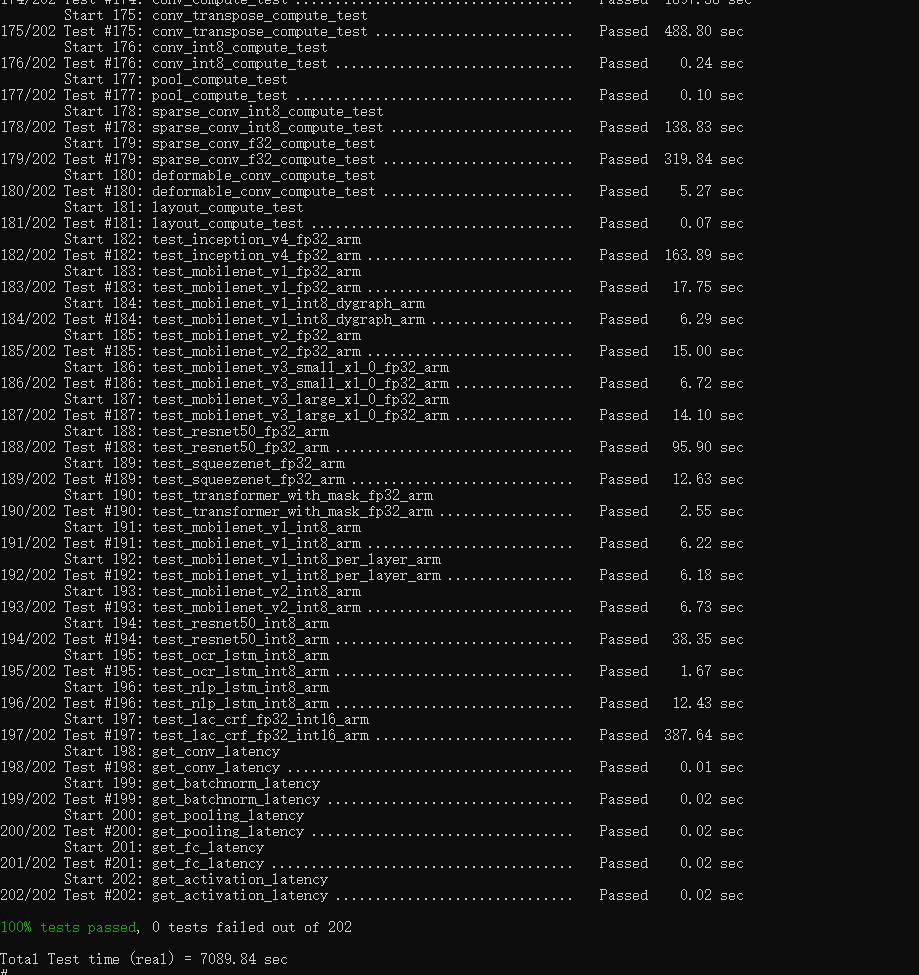 174/202 Test #174: conv_compute_test ................................ Passed 1897.38 sec
Start 175: conv_transpose_compute_test
175/202 Test #175: conv_transpose_compute_test .......................... Passed 488.80 sec
Start 176: conv_int8_compute_test
176/202 Test #176: conv_int8_compute_test ............................... Passed 0.24 sec
Start 177: pool_compute_test
177/202 Test #177: pool_compute_test .................................... Passed 0.10 sec
Start 178: sparse_conv_int8_compute_test
178/202 Test #178: sparse_conv_int8_compute_test ........................ Passed 138.83 sec
Start 179: sparse_conv_f32_compute_test
179/202 Test #179: sparse_conv_f32_compute_test ......................... Passed 319.84 sec
Start 180: deformable_conv_compute_test
180/202 Test #180: deformable_conv_compute_test ......................... Passed 5.27 sec
Start 181: layout_compute_test
181/202 Test #181: layout_compute_test .................................. Passed 0.07 sec
Start 182: test_inception_v4_fp32_arm
182/202 Test #182: test_inception_v4_fp32_arm ........................... Passed 163.89 sec
Start 183: test_mobilenet_v1_fp32_arm
183/202 Test #183: test_mobilenet_v1_fp32_arm ........................... Passed 17.75 sec
Start 184: test_mobilenet_v1_int8_dygraph_arm
184/202 Test #184: test_mobilenet_v1_int8_dygraph_arm ................... Passed 6.29 sec
Start 185: test_mobilenet_v2_fp32_arm
185/202 Test #185: test_mobilenet_v2_fp32_arm ........................... Passed 15.00 sec
Start 186: test_mobilenet_v3_small_x1_0_fp32_arm
186/202 Test #186: test_mobilenet_v3_small_x1_0_fp32_arm ................ Passed 6.72 sec
Start 187: test_mobilenet_v3_large_x1_0_fp32_arm
187/202 Test #187: test_mobilenet_v3_large_x1_0_fp32_arm ................ Passed 14.10 sec
Start 188: test_resnet50_fp32_arm
188/202 Test #188: test_resnet50_fp32_arm ............................... Passed 95.90 sec
Start 189: test_squeezenet_fp32_arm
189/202 Test #189: test_squeezenet_fp32_arm ............................. Passed 12.63 sec
Start 190: test_transformer_with_mask_fp32_arm
190/202 Test #190: test_transformer_with_mask_fp32_arm .................. Passed 2.55 sec
Start 191: test_mobilenet_v1_int8_arm
191/202 Test #191: test_mobilenet_v1_int8_arm ........................... Passed 6.22 sec
Start 192: test_mobilenet_v1_int8_per_layer_arm
192/202 Test #192: test_mobilenet_v1_int8_per_layer_arm ................. Passed 6.18 sec
Start 193: test_mobilenet_v2_int8_arm
193/202 Test #193: test_mobilenet_v2_int8_arm ........................... Passed 6.73 sec
Start 194: test_resnet50_int8_arm
194/202 Test #194: test_resnet50_int8_arm ............................... Passed 38.35 sec
Start 195: test_ocr_lstm_int8_arm
195/202 Test #195: test_ocr_lstm_int8_arm ............................... Passed 1.67 sec
Start 196: test_nlp_lstm_int8_arm
196/202 Test #196: test_nlp_lstm_int8_arm ............................... Passed 12.43 sec
Start 197: test_lac_crf_fp32_int16_arm
197/202 Test #197: test_lac_crf_fp32_int16_arm .......................... Passed 387.64 sec
Start 198: get_conv_latency
198/202 Test #198: get_conv_latency ..................................... Passed 0.01 sec
Start 199: get_batchnorm_latency
199/202 Test #199: get_batchnorm_latency ................................ Passed 0.02 sec
Start 200: get_pooling_latency
200/202 Test #200: get_pooling_latency .................................. Passed 0.02 sec
Start 201: get_fc_latency
201/202 Test #201: get_fc_latency ....................................... Passed 0.02 sec
Start 202: get_activation_latency
202/202 Test #202: get_activation_latency ............................... Passed 0.02 sec
100% tests passed, 0 tests failed out of 202
Total Test time (real) = 7089.84 sec
#